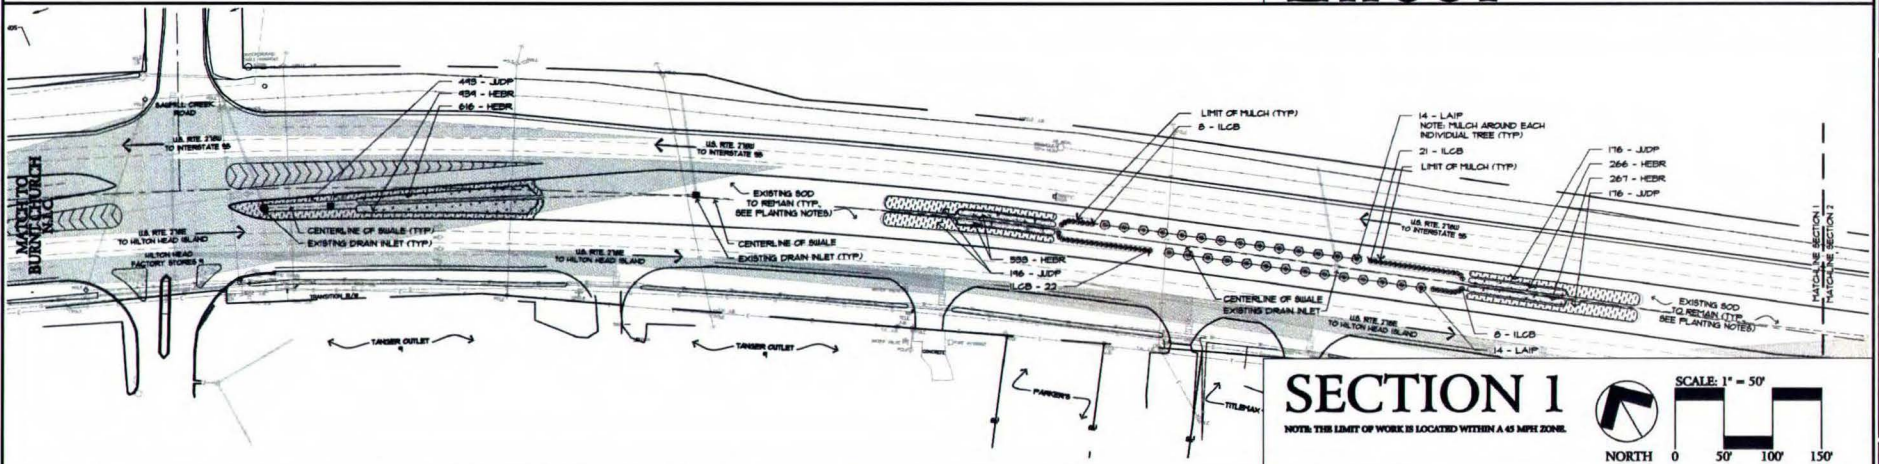 SAWMILL CREEK
ROAD
U.S. RTE. 278W
TO INTERSTATE 95
MATCH TO
BURNT CHURCH
N.I.C.
U.S. RTE. 278E
TO HILTON HEAD ISLAND
HILTON HEAD
FACTORY STORES
495 - JUDP
939 - HEBR
616 - HEBR
CENTERLINE OF SWALE (TYP)
EXISTING DRAIN INLET (TYP)
U.S. RTE. 278W
TO INTERSTATE 95
U.S. RTE. 278E
TO HILTON HEAD ISLAND
TANGER OUTLET
EXISTING SOD
TO REMAIN (TYP.,
SEE PLANTING NOTES)
CENTERLINE OF SWALE
EXISTING DRAIN INLET (TYP)
TANGER OUTLET
CONCRETE
LIMIT OF MULCH (TYP)
8 - ILCB
555 - HEBR
196 - JUDP
ILCB - 22
14 - LAIP
NOTE: MULCH AROUND EACH
INDIVIDUAL TREE (TYP)
21 - ILCB
LIMIT OF MULCH (TYP)
176 - JUDP
266 - HEBR
267 - HEBR
176 - JUDP
U.S. RTE. 278W
TO INTERSTATE 95
CENTERLINE OF SWALE
EXISTING DRAIN INLET
U.S. RTE. 278E
TO HILTON HEAD ISLAND
8 - ILCB
14 - LAIP
EXISTING SOD
TO REMAIN (TYP.,
SEE PLANTING NOTES)
MATCHLINE SECTION 1
MATCHLINE SECTION 2
PARKER'S
TITLEMAX
SECTION 1
NOTE: THE LIMIT OF WORK IS LOCATED WITHIN A 45 MPH ZONE.
NORTH
SCALE: 1" = 50'
0 50' 100' 150'